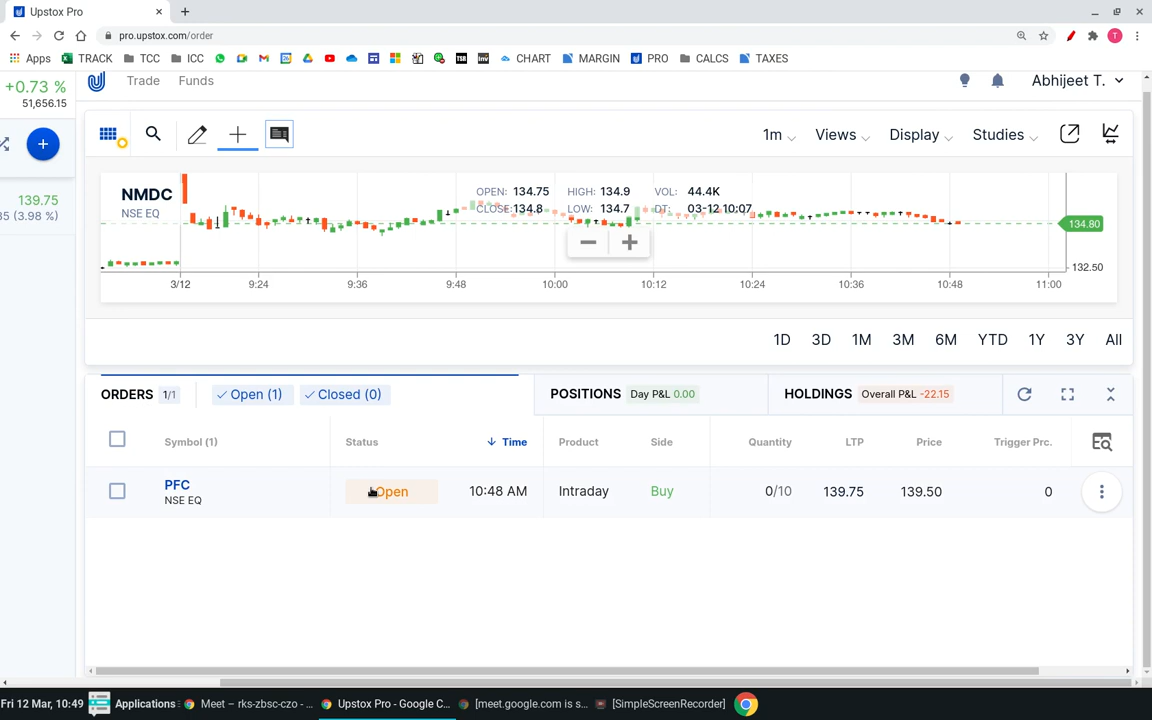 Upstox Pro
pro.upstox.com/order
T
Apps TRACK TCC ICC CHART MARGIN PRO CALCS TAXES
+0.73 %
51,656.15
Trade Funds Abhijeet T.
1m Views Display Studies
139.75
35 (3.98 %)
NMDC
NSE EQ
OPEN: 134.75 HIGH: 134.9 VOL: 44.4K
CLOSE: 134.8 LOW: 134.7 DT: 03-12 10:07
134.80
132.50
3/12 9:24 9:36 9:48 10:00 10:12 10:24 10:36 10:48 11:00
1D 3D 1M 3M 6M YTD 1Y 3Y All
ORDERS 1/1 Open (1) Closed (0) POSITIONS Day P&L 0.00 HOLDINGS Overall P&L -22.15
Symbol (1) Status Time Product Side Quantity LTP Price Trigger Prc.
PFC
NSE EQ
Open 10:48 AM Intraday Buy 0/10 139.75 139.50 0
Fri 12 Mar, 10:49 Applications Meet – rks-zbsc-czo - ... Upstox Pro - Google C... [meet.google.com is s... [SimpleScreenRecorder]